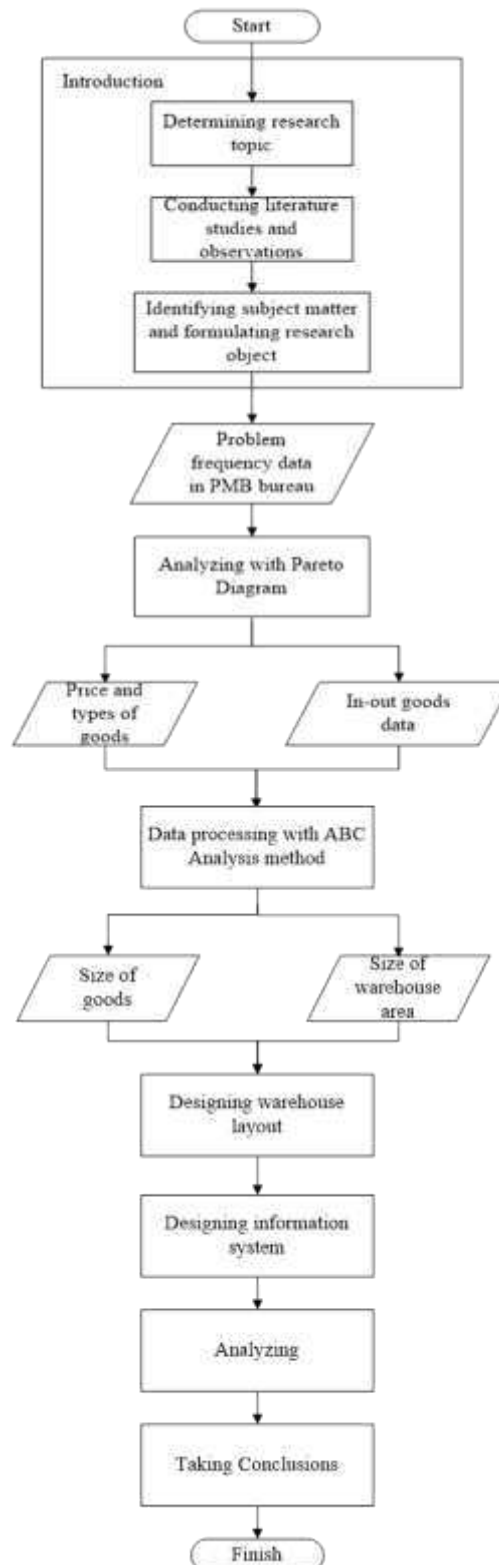 Start
Introduction
Determining research
topic
Conducting literature
studies and
observations
Identifying subject matter
and formulating research
object
Problem
frequency data
in PMB bureau
Analyzing with Pareto
Diagram
Price and
types of
goods
In-out goods
data
Data processing with ABC
Analysis method
Size of
goods
Size of
warehouse
area
Designing warehouse
layout
Designing information
system
Analyzing
Taking Conclusions
Finish